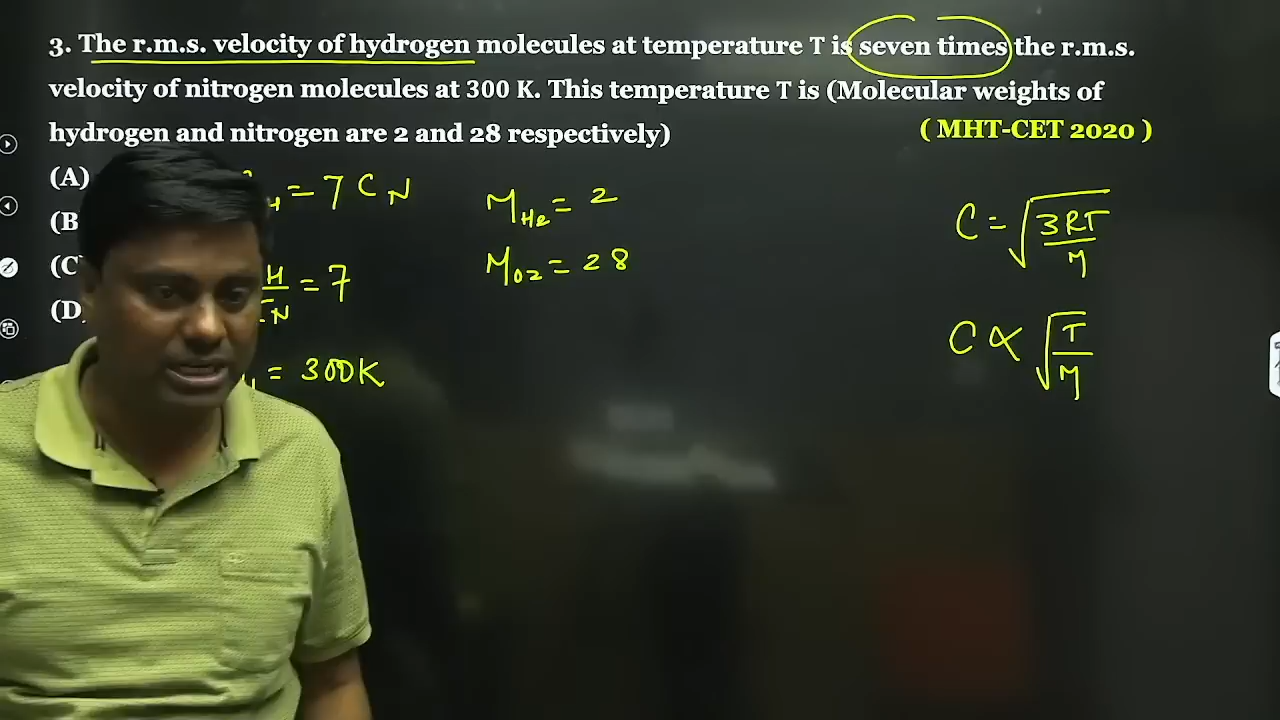 3. The r.m.s. velocity of hydrogen molecules at temperature T is seven times the r.m.s.
velocity of nitrogen molecules at 300 K. This temperature T is (Molecular weights of
hydrogen and nitrogen are 2 and 28 respectively)
( MHT-CET 2020 )
(A)
(B
(C
(D
H = 7 C N
H/CN = 7
= 300K
M He = 2
M O2 = 28
C = √3RT/M
C ∝ √T/M